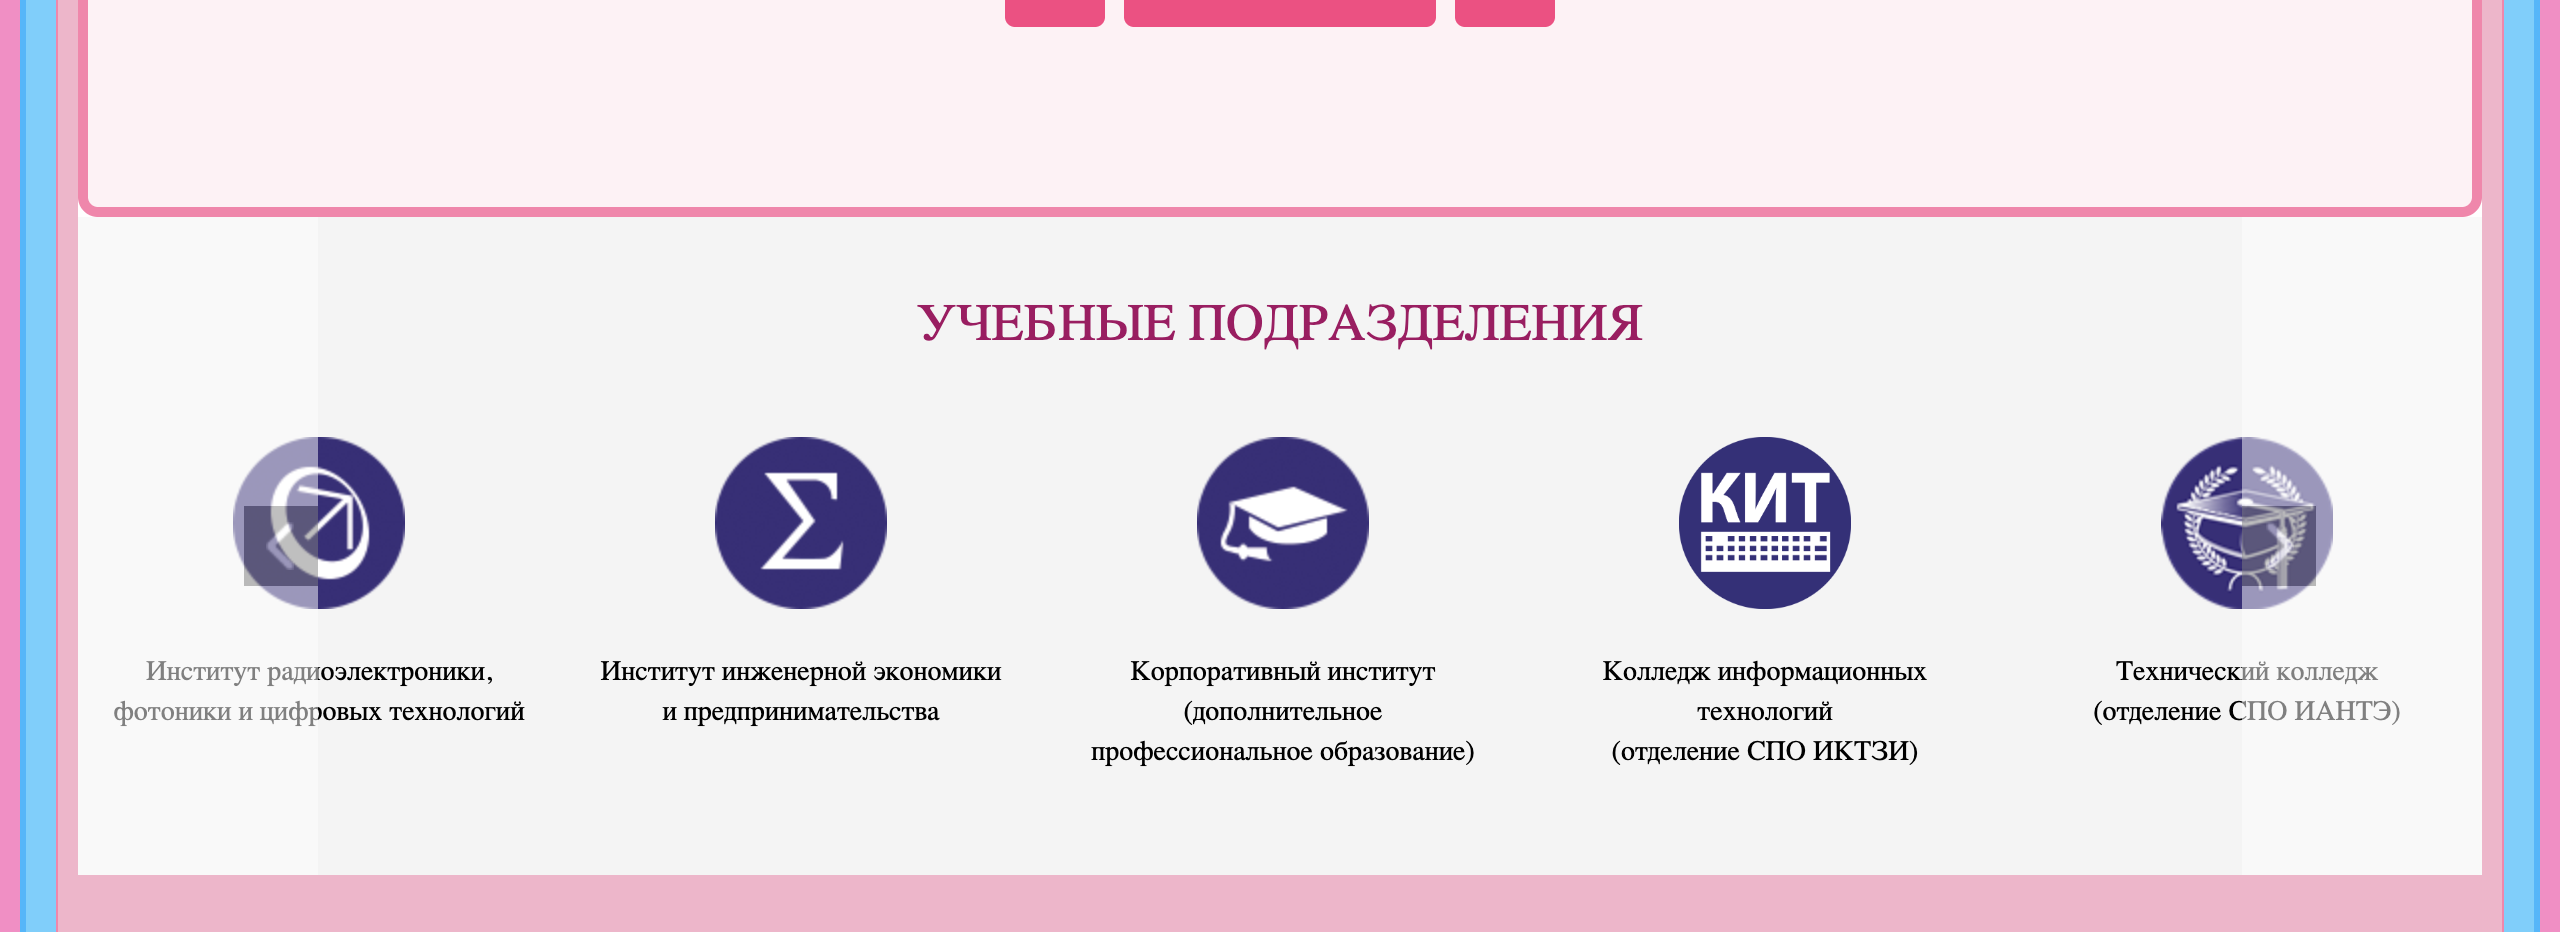 УЧЕБНЫЕ ПОДРАЗДЕЛЕНИЯ
КИТ
Институт радиоэлектроники,
фотоники и цифровых технологий
Институт инженерной экономики
и предпринимательства
Корпоративный институт
(дополнительное
профессиональное образование)
Колледж информационных
технологий
(отделение СПО ИКТЗИ)
Технический колледж
(отделение СПО ИАНТЭ)